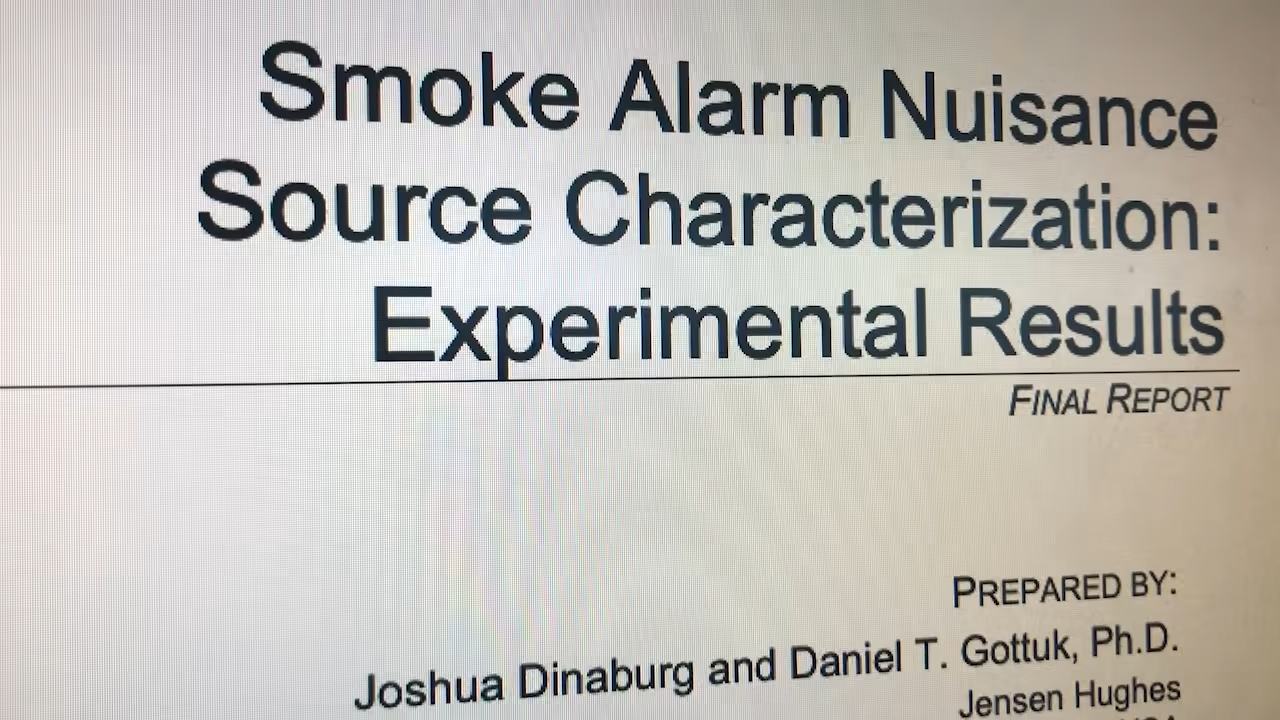 Smoke Alarm Nuisance
Source Characterization:
Experimental Results
FINAL REPORT
PREPARED BY:
Joshua Dinaburg and Daniel T. Gottuk, Ph.D.
Jensen Hughes